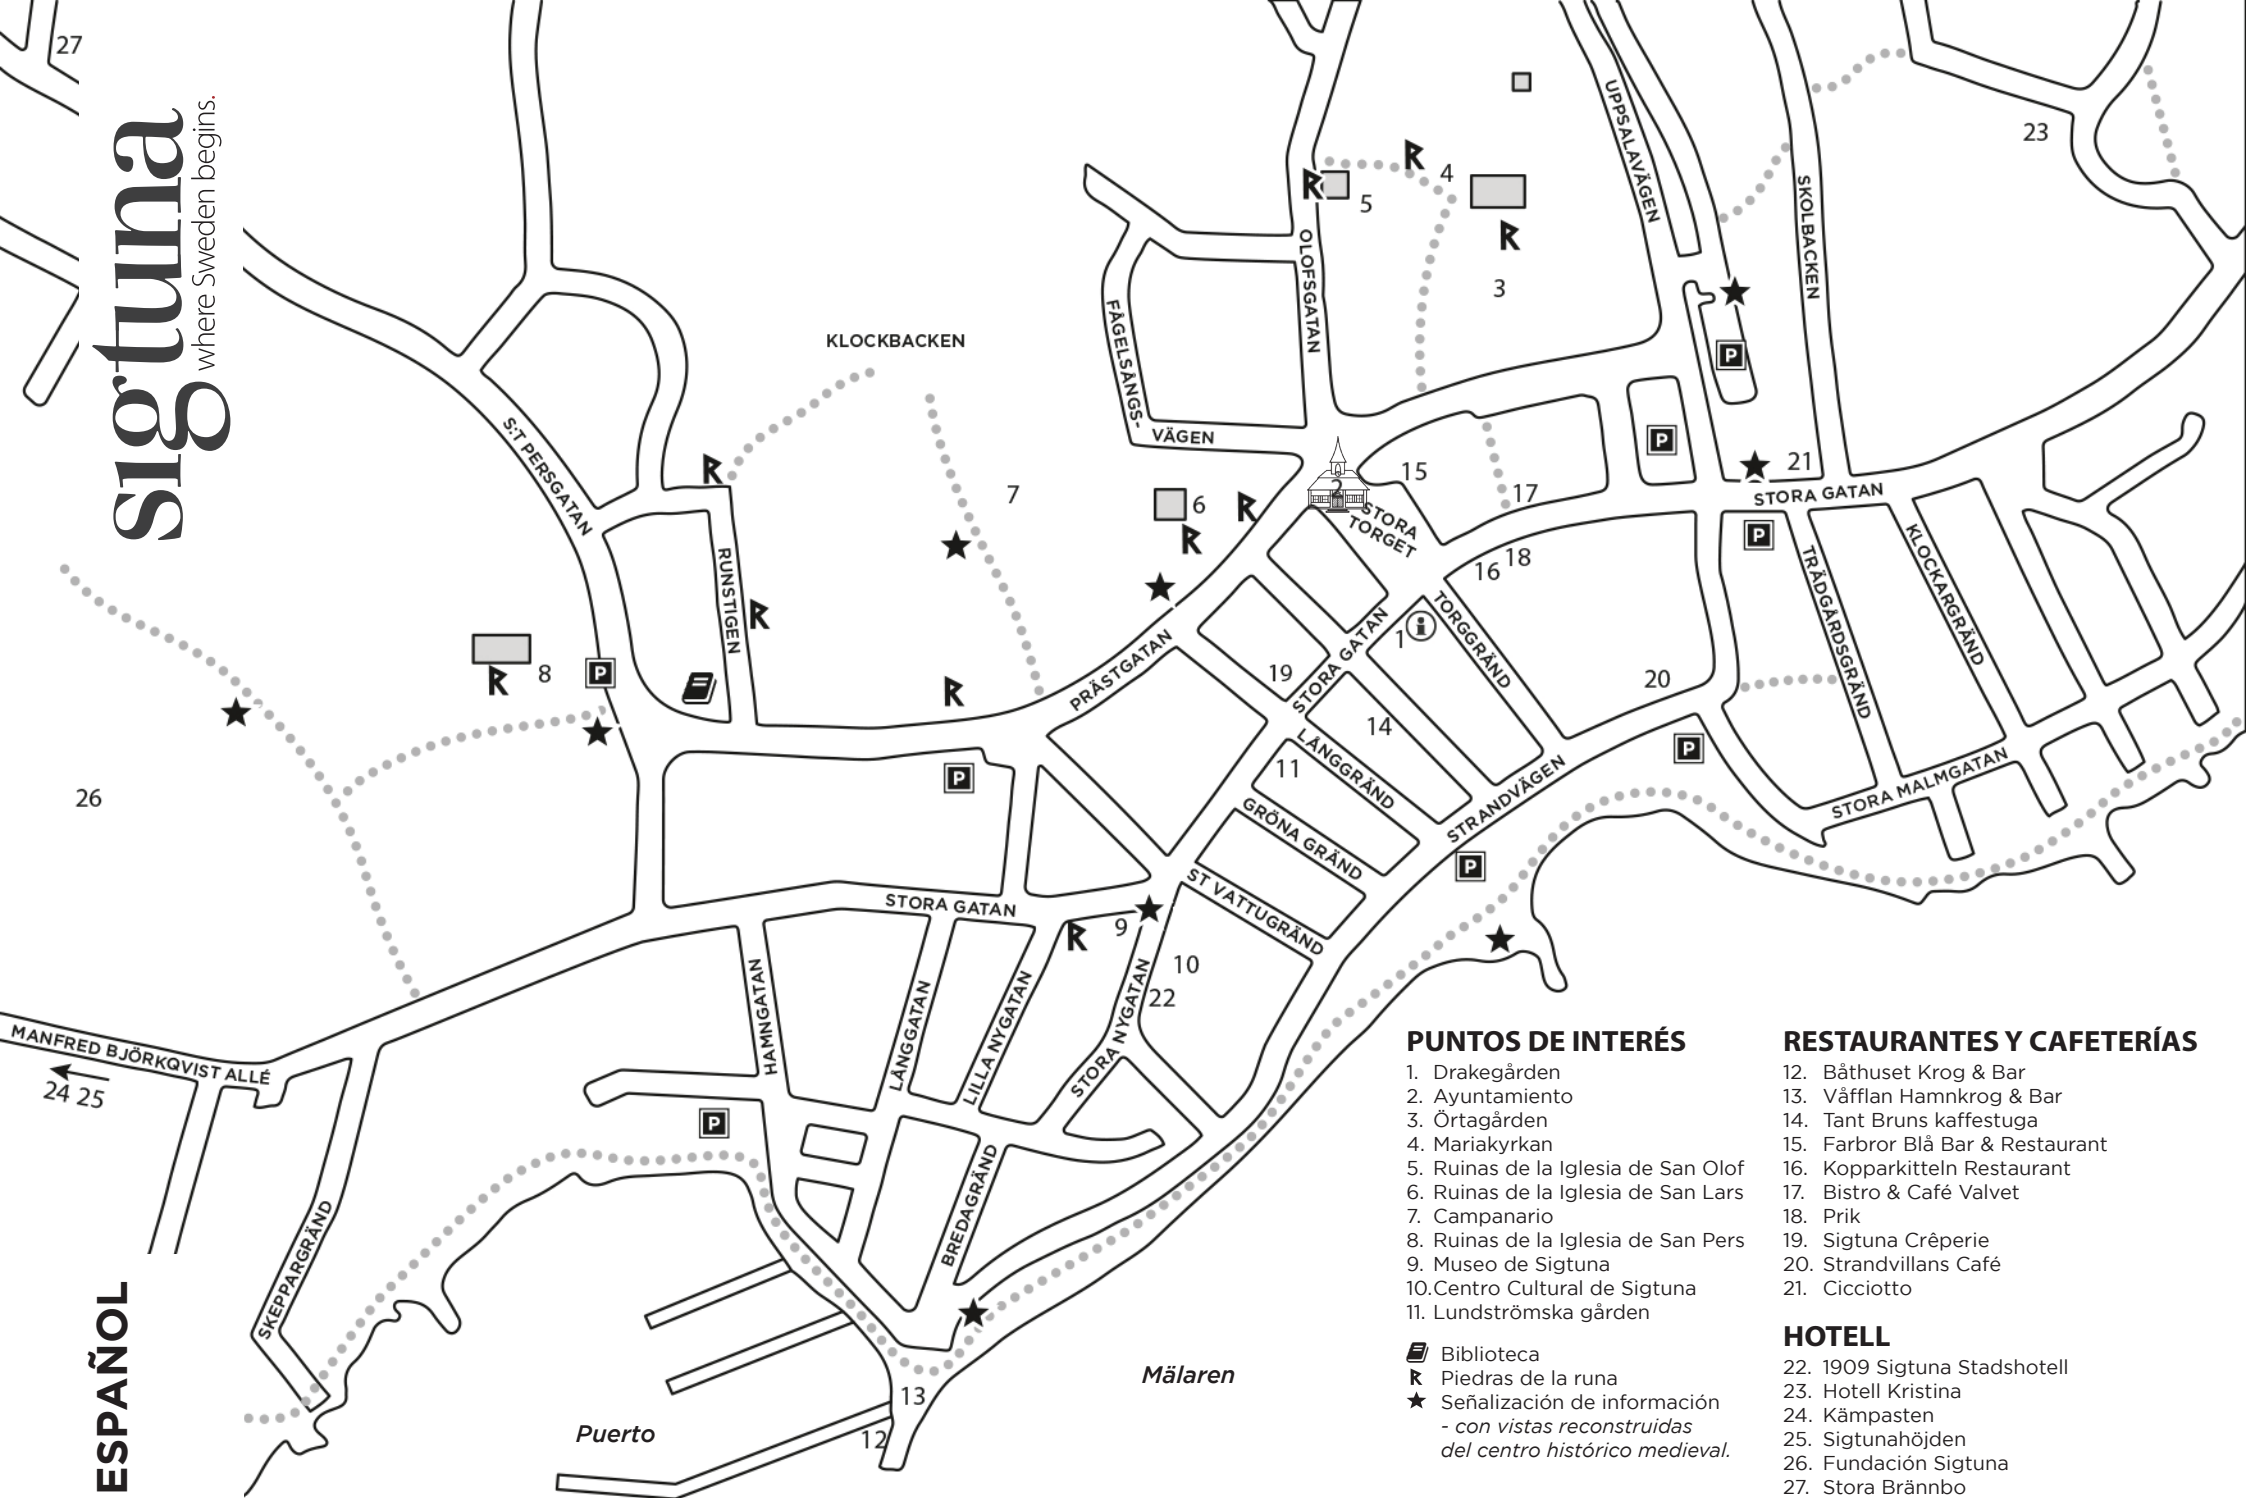 27
sigtuna
where Sweden begins.
KLOCKBACKEN
UPPSALAVÄGEN
SKOLBACKEN
23
R
4
R
5
R
3
OLOFSGATAN
FÅGELSÅNGS-
VÄGEN
P
P
S:T PERSGATAN
R
7
6
R
R
2
STORA
TORGET
15
17
21
STORA GATAN
P
16
18
RUNSTIGEN
R
TRÄDGÅRDSGRÄND
KLOCKARGRÄND
8
R
P
R
PRÄSTGATAN
19
STORA GATAN
1
i
TORGGRÄND
20
14
P
26
P
11
LÅNGGRÄND
GRÖNA GRÄND
ST VATTUGRÄND
STRANDVÄGEN
P
STORA MALMGATAN
STORA GATAN
R
9
10
22
HAMNGATAN
LÅNGGATAN
LILLA NYGATAN
STORA NYGATAN
MANFRED BJÖRKQVIST ALLÉ
24 25
P
BREDAGRÄND
SKEPPARGRÄND
13
12
Puerto
Mälaren
ESPAÑOL
PUNTOS DE INTERÉS
1. Drakegården
2. Ayuntamiento
3. Örtagården
4. Mariakyrkan
5. Ruinas de la Iglesia de San Olof
6. Ruinas de la Iglesia de San Lars
7. Campanario
8. Ruinas de la Iglesia de San Pers
9. Museo de Sigtuna
10. Centro Cultural de Sigtuna
11. Lundströmska gården
Biblioteca
R Piedras de la runa
Señalización de información
- con vistas reconstruidas
del centro histórico medieval.
RESTAURANTES Y CAFETERÍAS
12. Båthuset Krog & Bar
13. Våfflan Hamnkrog & Bar
14. Tant Bruns kaffestuga
15. Farbror Blå Bar & Restaurant
16. Kopparkitteln Restaurant
17. Bistro & Café Valvet
18. Prik
19. Sigtuna Crêperie
20. Strandvillans Café
21. Cicciotto
HOTELL
22. 1909 Sigtuna Stadshotell
23. Hotell Kristina
24. Kämpasten
25. Sigtunahöjden
26. Fundación Sigtuna
27. Stora Brännbo